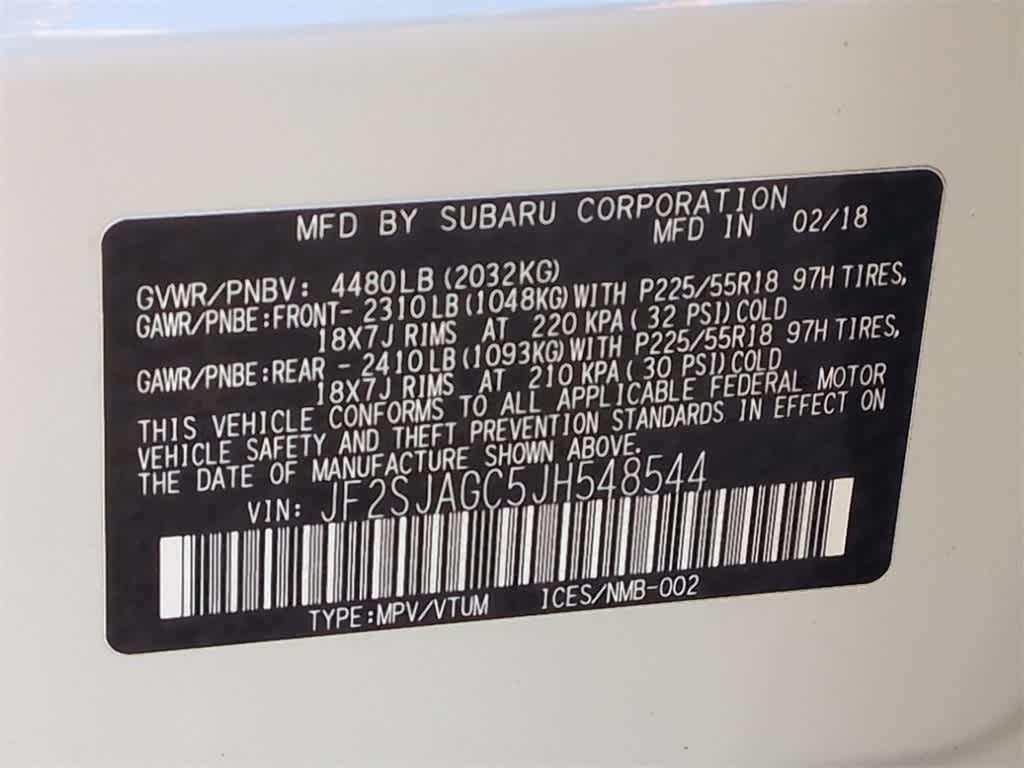 MFD BY SUBARU CORPORATION
MFD IN 02/18
GVWR/PNBV: 4480LB (2032KG)
GAWR/PNBE:FRONT- 2310LB (1048KG) WITH P225/55R18 97H TIRES,
18X7J RIMS AT 220 KPA( 32 PSI) COLD
GAWR/PNBE:REAR - 2410LB (1093KG) WITH P225/55R18 97H TIRES,
18X7J RIMS AT 210 KPA( 30 PSI) COLD
THIS VEHICLE CONFORMS TO ALL APPLICABLE FEDERAL MOTOR
VEHICLE SAFETY AND THEFT PREVENTION STANDARDS IN EFFECT ON
THE DATE OF MANUFACTURE SHOWN ABOVE.
VIN: JF2SJAGC5JH548544
TYPE:MPV/VTUM ICES/NMB-002